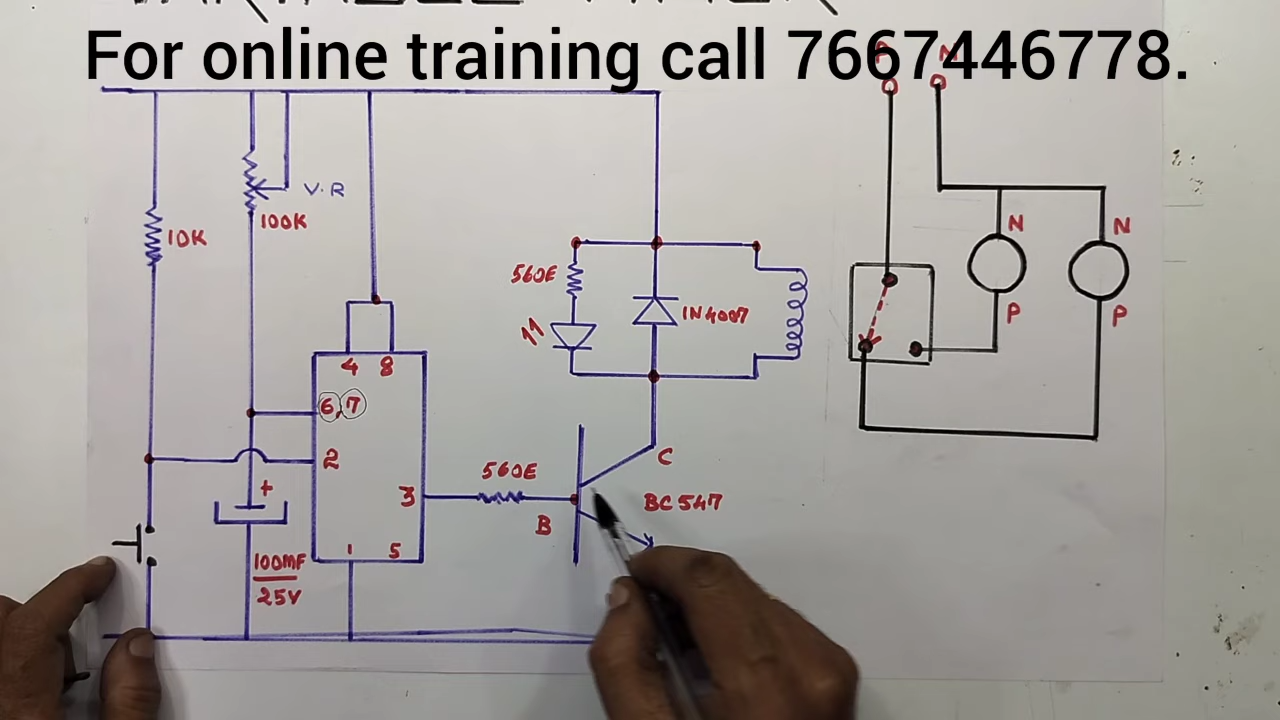 For online training call 7667446778.
V.R
100K
10K
560E
IN4007
N
N
P
P
4 8
6,7
2
3
1 5
+
100MF
25V
560E
B
C
BC547